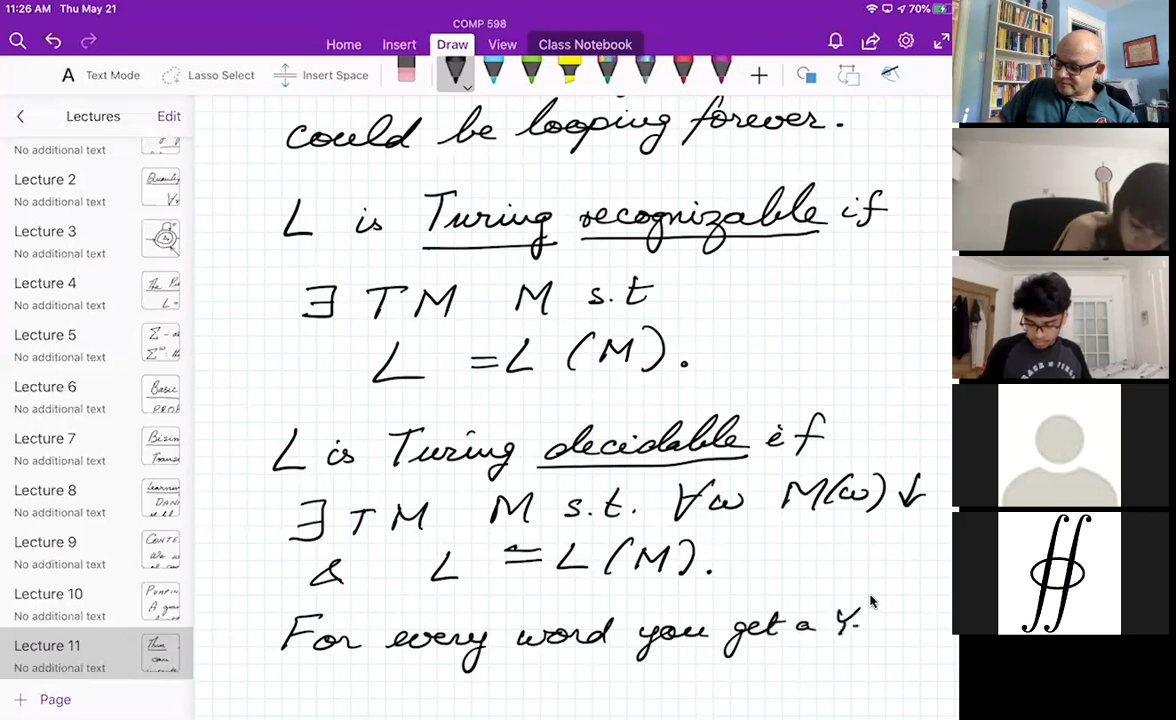 11:26 AM Thu May 21
70%
COMP 598
Home Insert Draw View Class Notebook
A Text Mode Lasso Select Insert Space
Lectures Edit
No additional text
Lecture 2
No additional text
Lecture 3
No additional text
Lecture 4
No additional text
Lecture 5
No additional text
Lecture 6
No additional text
Lecture 7
No additional text
Lecture 8
No additional text
Lecture 9
No additional text
Lecture 10
No additional text
Lecture 11
No additional text
+ Page
could be looping forever.
L is Turing recognizable if
∃ TM M s.t
L = L (M).
L is Turing decidable if
∃ TM M s.t. ∀w M(w) ↓
& L = L (M).
For every word you get a Y.